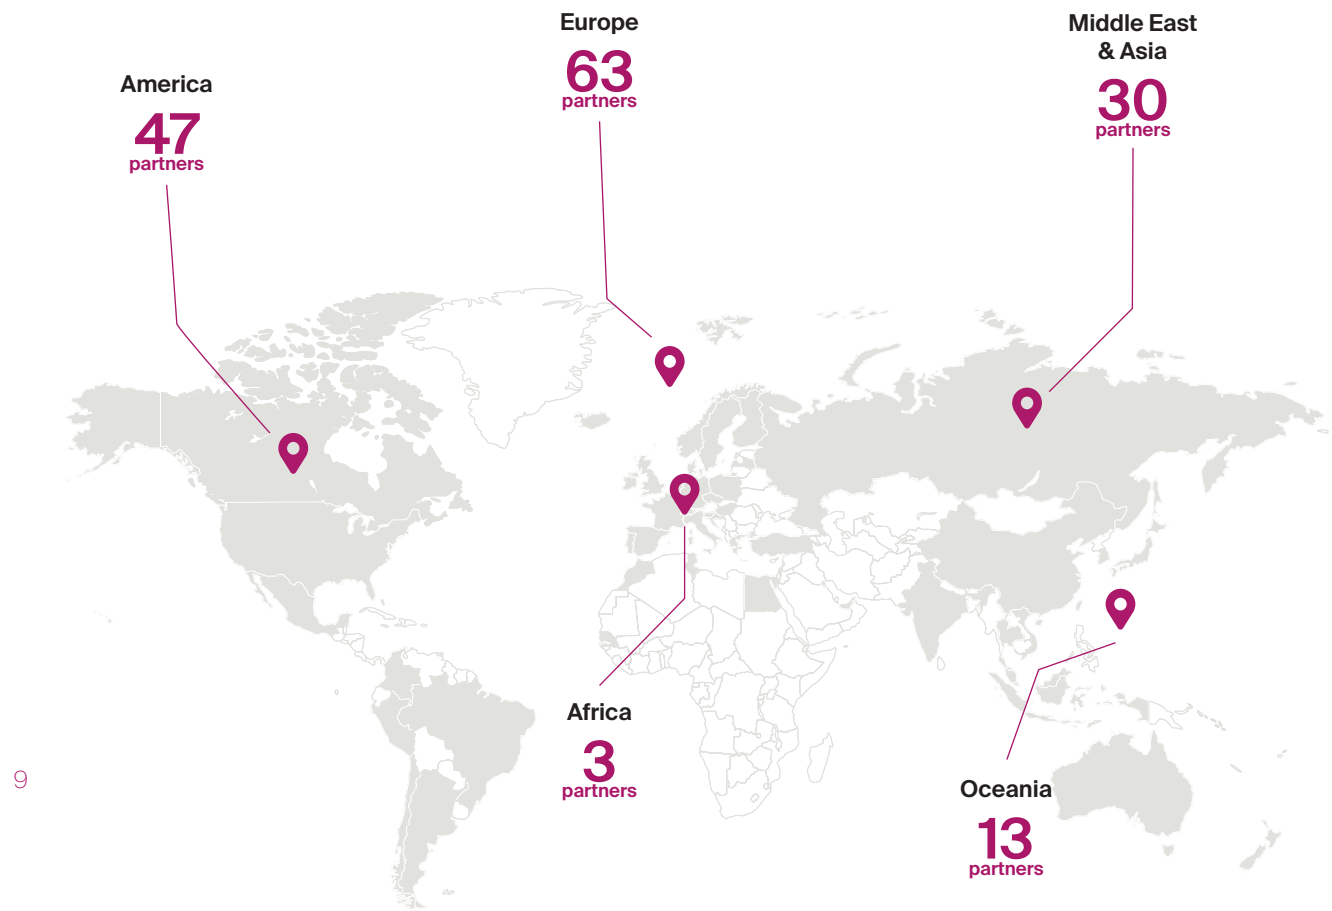 Europe
63
partners
Middle East
& Asia
30
partners
America
47
partners
Africa
3
partners
Oceania
13
partners
9